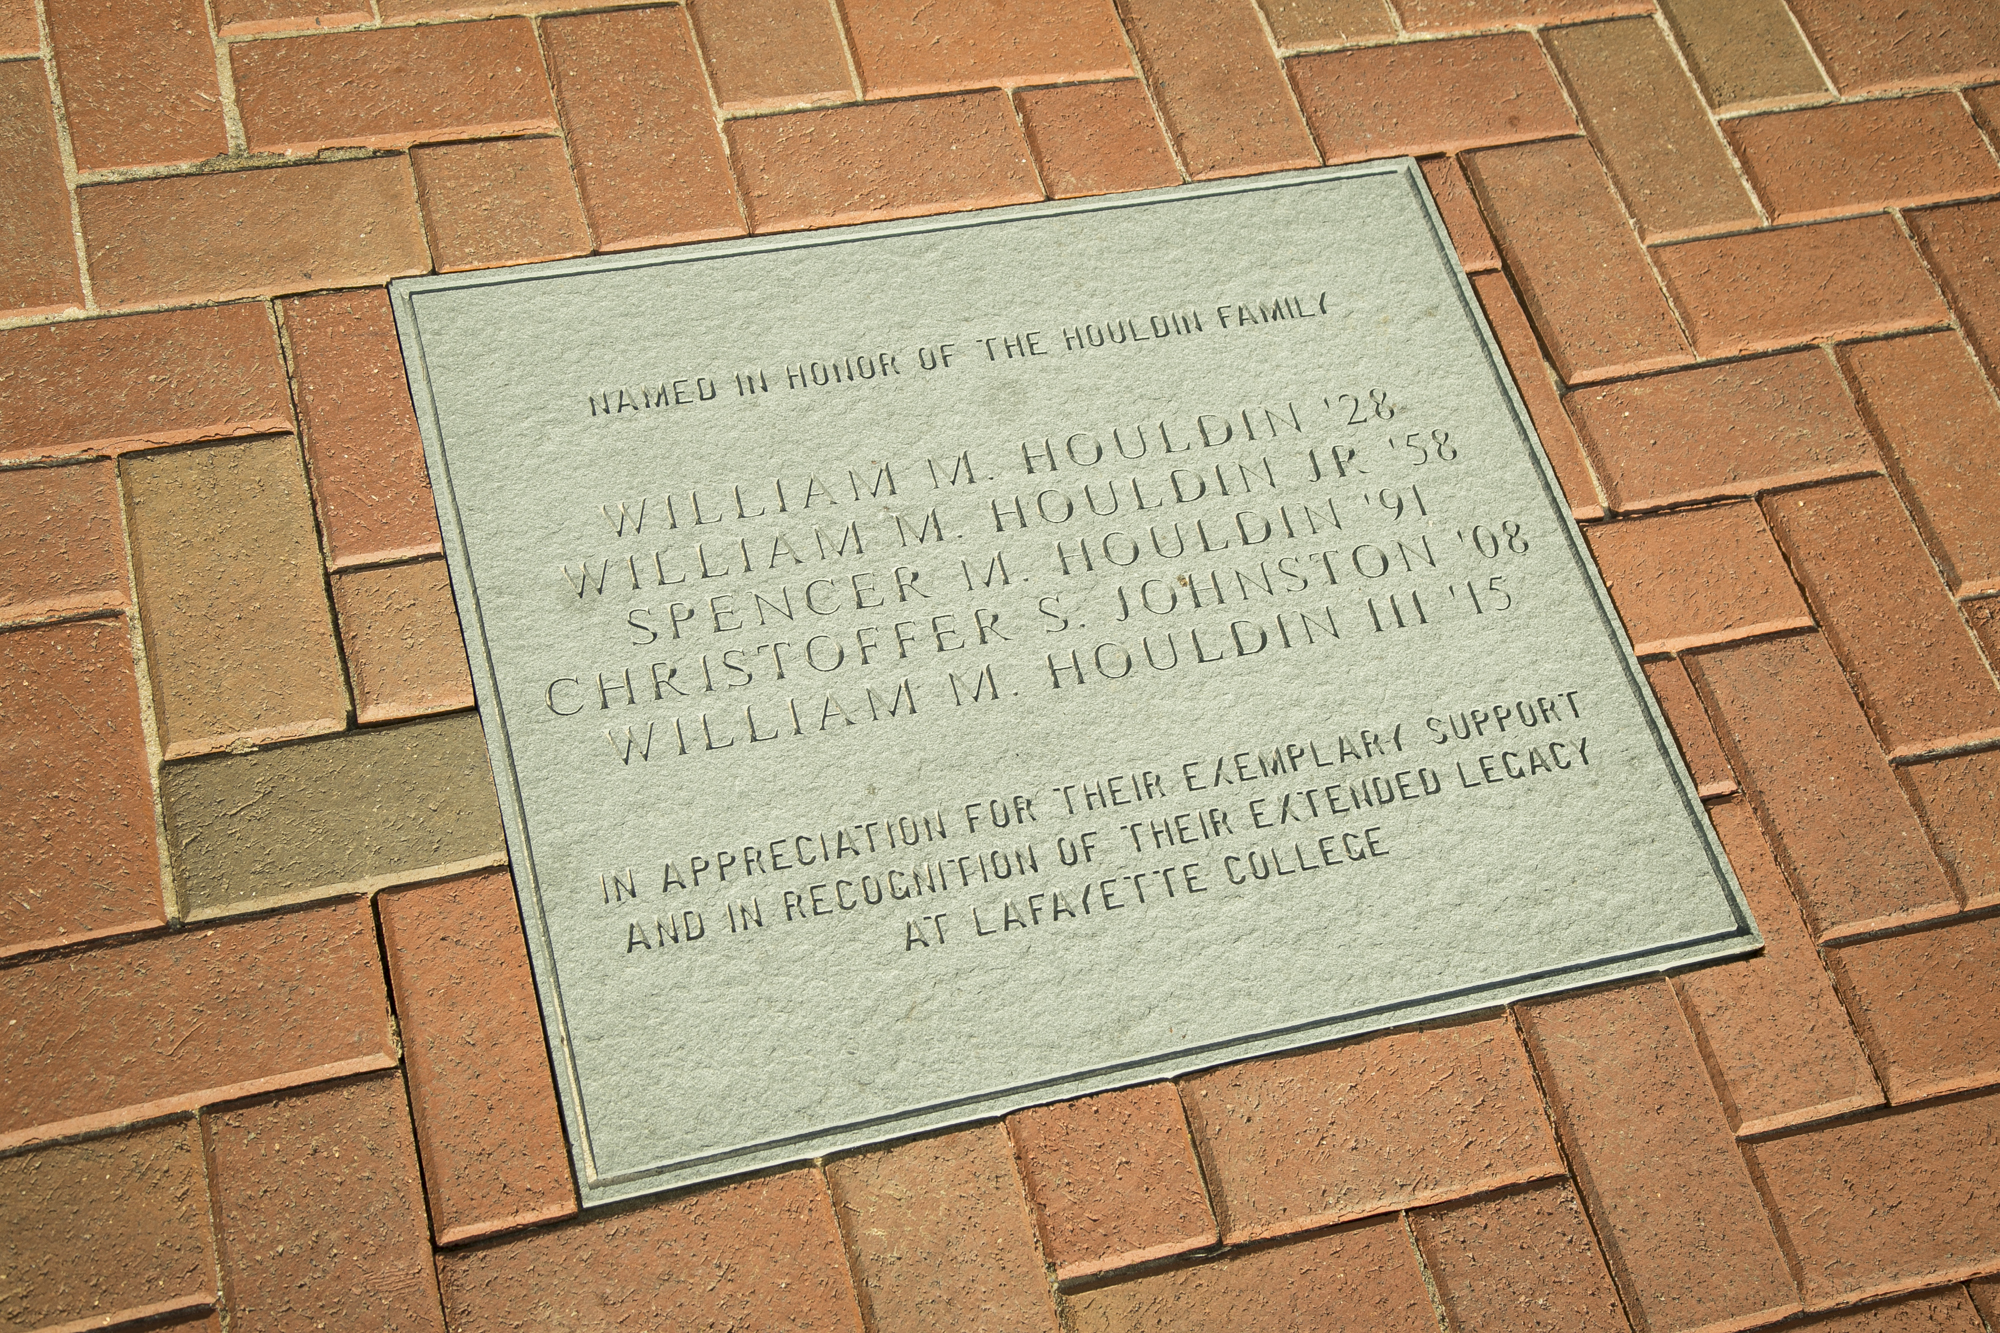 NAMED IN HONOR OF THE HOULDIN FAMILY
WILLIAM M. HOULDIN '28
WILLIAM M. HOULDIN JR '58
SPENCER M. HOULDIN '91
CHRISTOFFER S. JOHNSTON '08
WILLIAM M. HOULDIN III '15
IN APPRECIATION FOR THEIR EXEMPLARY SUPPORT
AND IN RECOGNITION OF THEIR EXTENDED LEGACY
AT LAFAYETTE COLLEGE